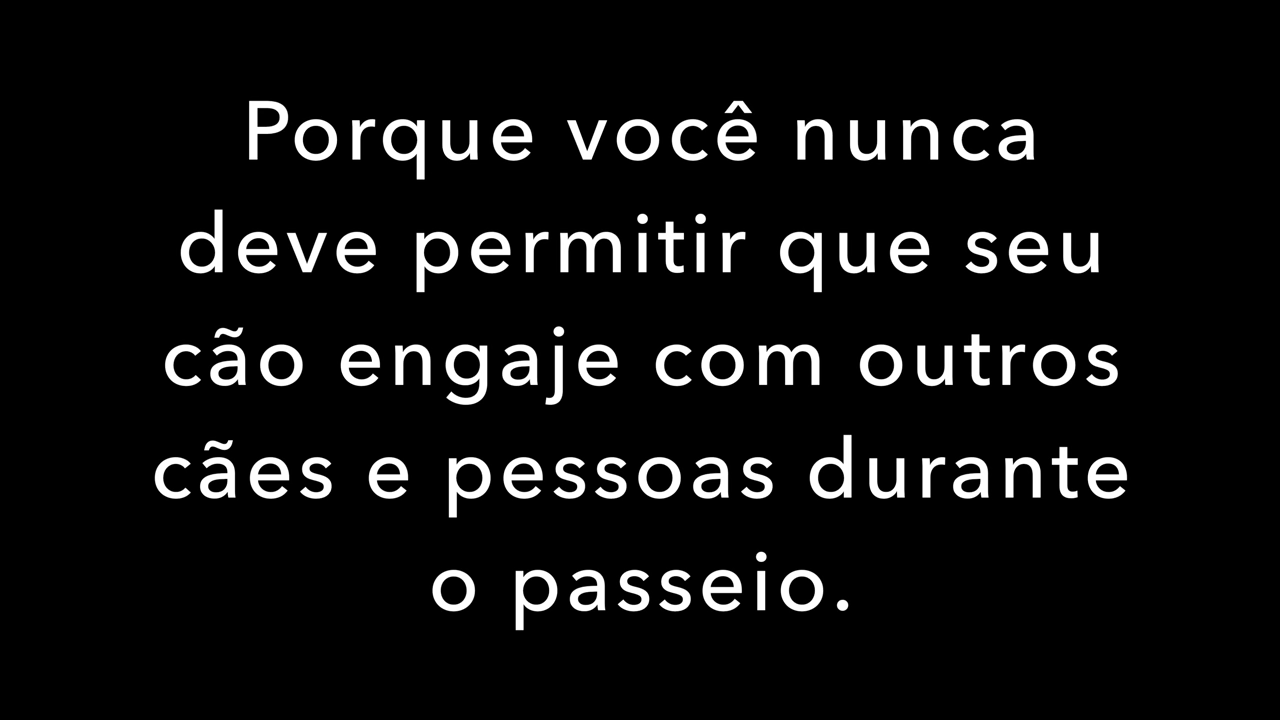 Porque você nunca
deve permitir que seu
cão engaje com outros
cães e pessoas durante
o passeio.